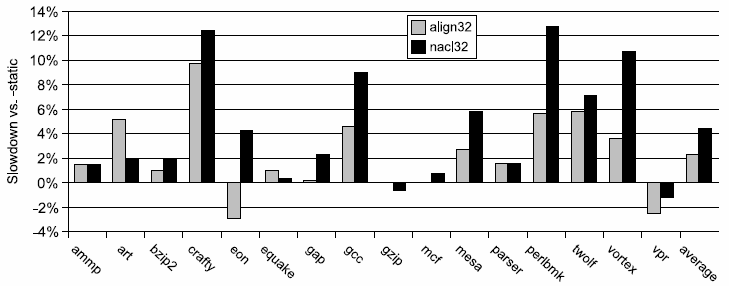 14%
12%
10%
8%
6%
4%
2%
0%
-2%
-4%
Slowdown vs. -static
align32
nacl32
ammp
art
bzip2
crafty
eon
equake
gap
gcc
gzip
mcf
mesa
parser
perlbmk
twolf
vortex
vpr
average